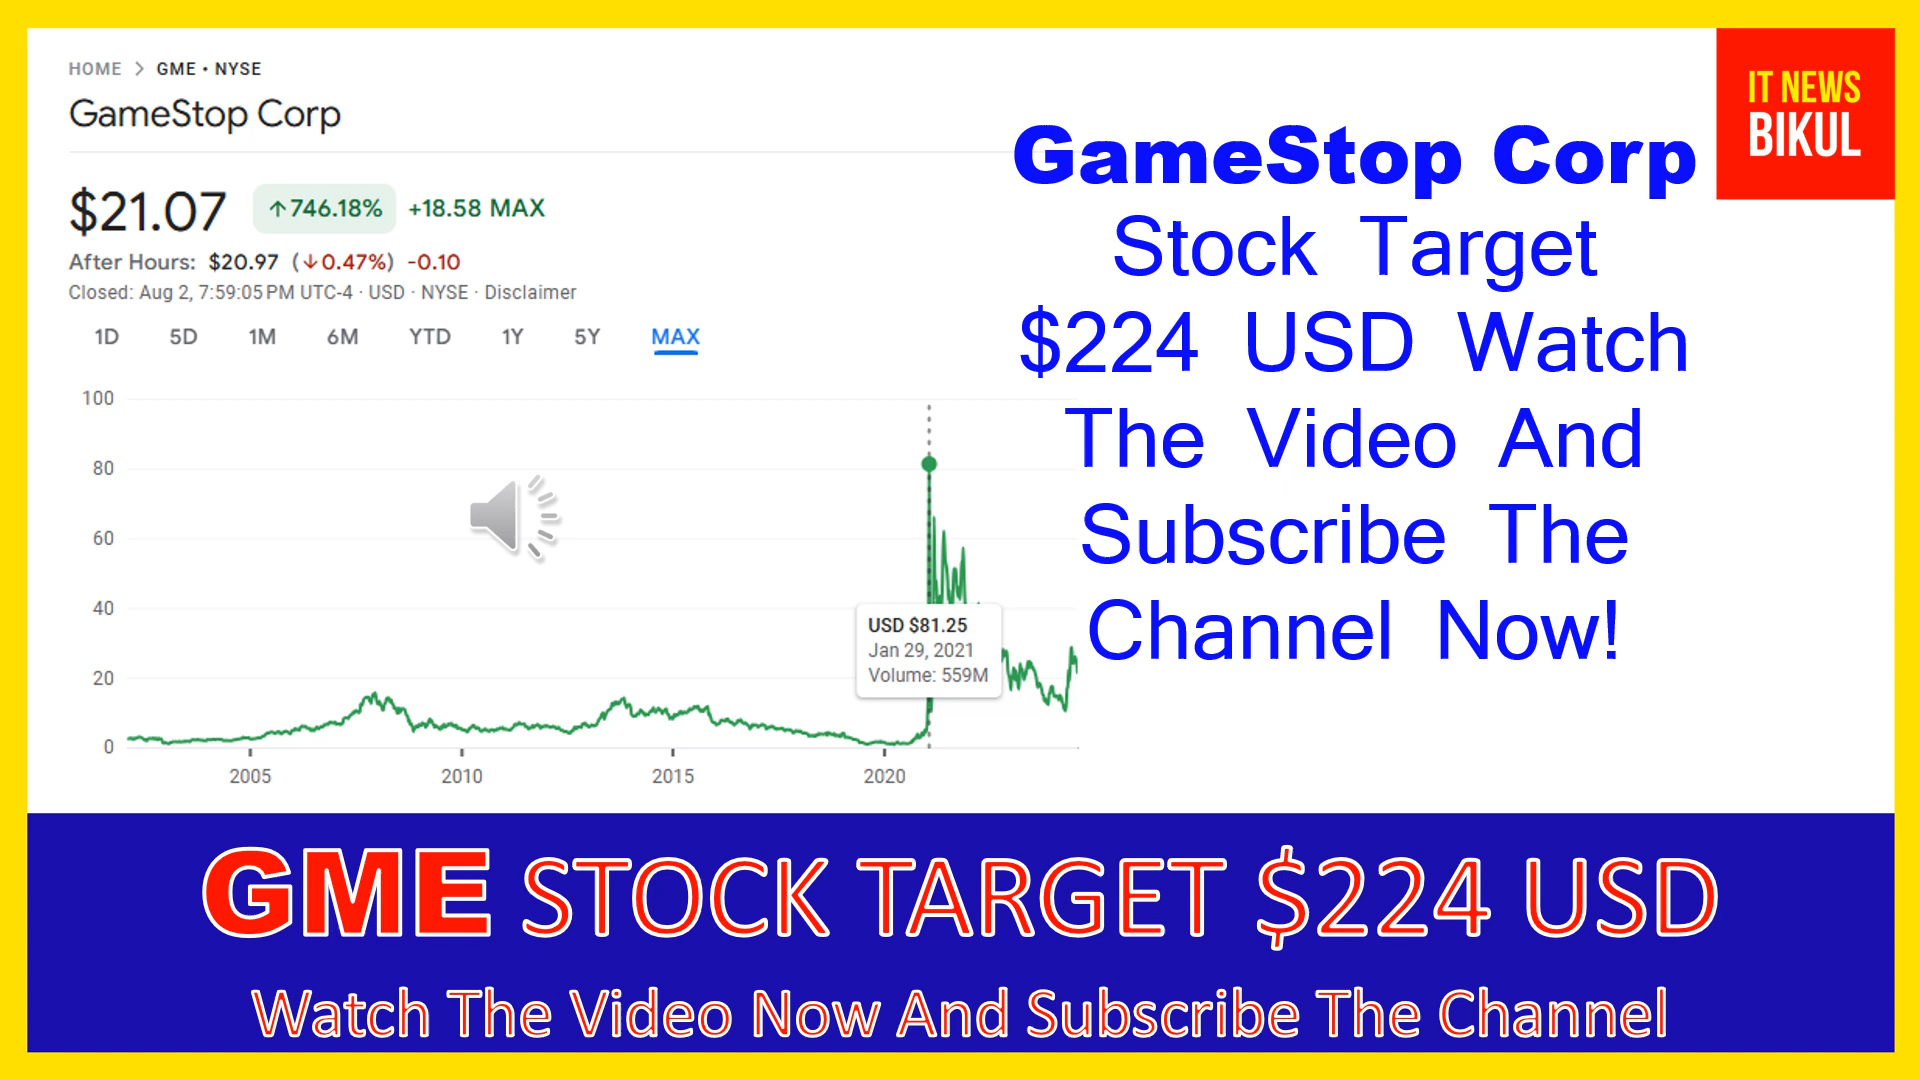 HOME > GME • NYSE
GameStop Corp
$21.07 ↑746.18% +18.58 MAX
After Hours: $20.97 (↓0.47%) -0.10
Closed: Aug 2, 7:59:05 PM UTC-4 · USD · NYSE · Disclaimer
1D 5D 1M 6M YTD 1Y 5Y MAX
100
80
60
40
20
0
USD $81.25
Jan 29, 2021
Volume: 559M
2005 2010 2015 2020
GameStop Corp
Stock Target
$224 USD Watch
The Video And
Subscribe The
Channel Now!
IT NEWS
BIKUL
GME STOCK TARGET $224 USD
Watch The Video Now And Subscribe The Channel